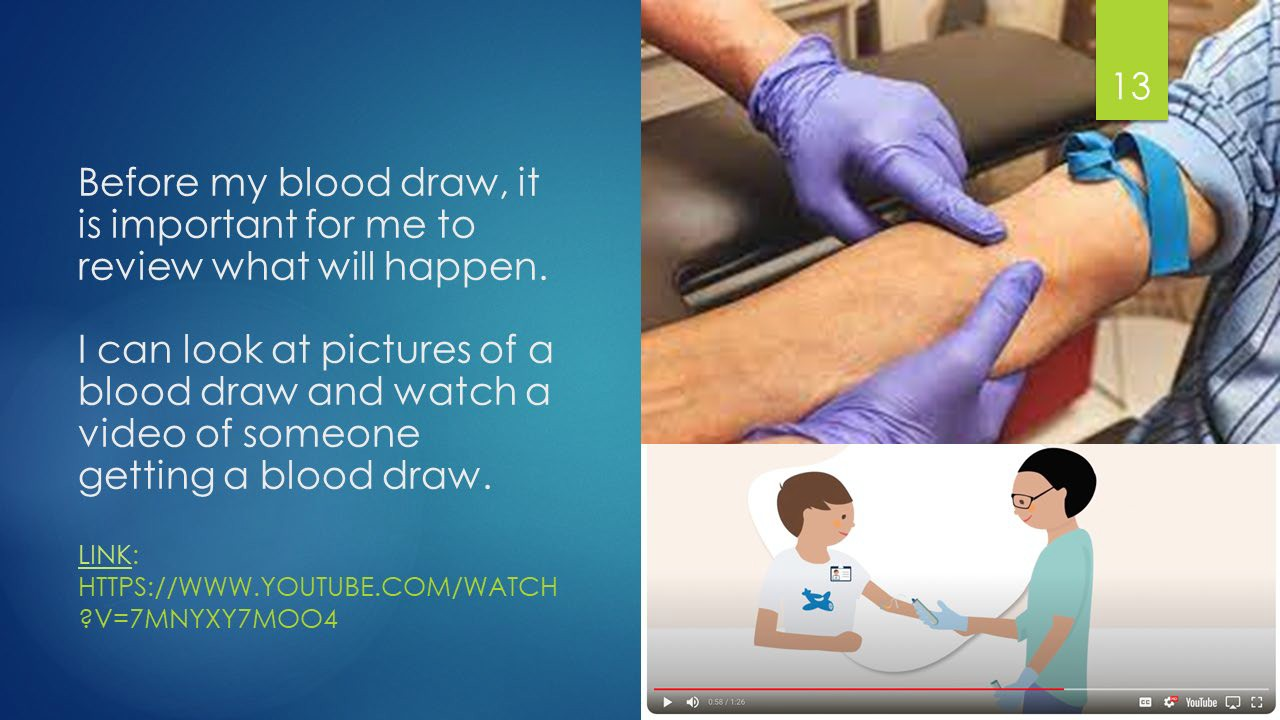 13
Before my blood draw, it
is important for me to
review what will happen.
I can look at pictures of a
blood draw and watch a
video of someone
getting a blood draw.
LINK:
HTTPS://WWW.YOUTUBE.COM/WATCH
?V=7MNYXY7MOO4
0:58 / 1:26
CC
HD
YouTube